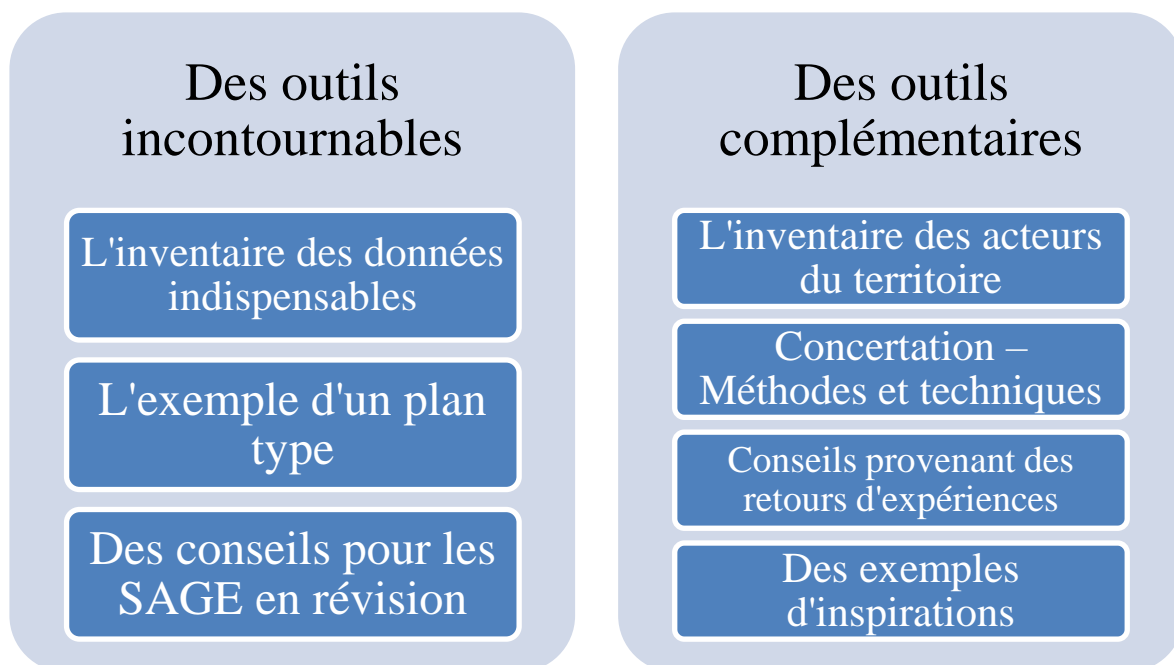 Des outils
incontournables
L'inventaire des données
indispensables
L'exemple d'un plan
type
Des conseils pour les
SAGE en révision
Des outils
complémentaires
L'inventaire des acteurs
du territoire
Concertation –
Méthodes et techniques
Conseils provenant des
retours d'expériences
Des exemples
d'inspirations